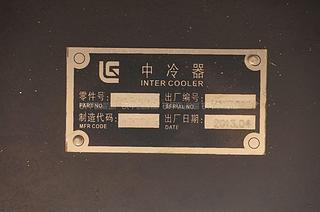 LG 中冷器
INTER COOLER
零件号: 出厂编号:
PART NO. SERIAL NO.
制造代码: 出厂日期: 2013.04
MFR CODE DATE